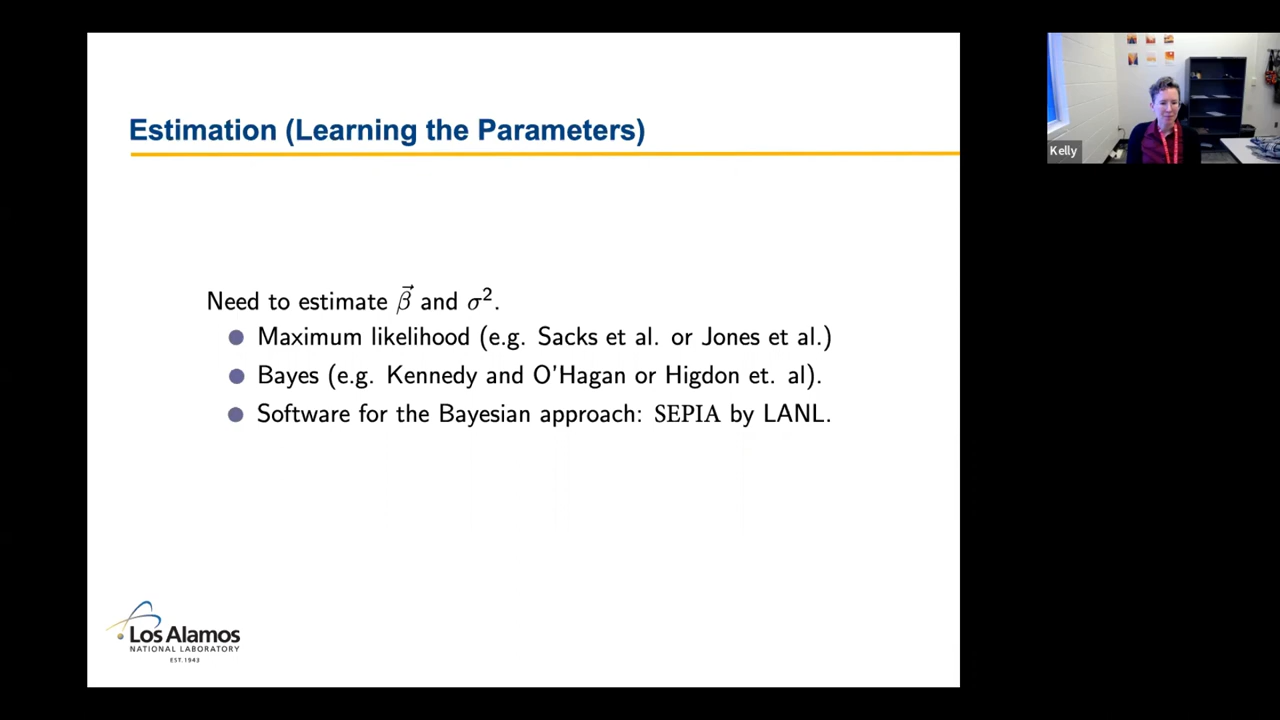 Estimation (Learning the Parameters)
Kelly
Need to estimate β⃗ and σ².
Maximum likelihood (e.g. Sacks et al. or Jones et al.)
Bayes (e.g. Kennedy and O'Hagan or Higdon et. al).
Software for the Bayesian approach: SEPIA by LANL.
Los Alamos
NATIONAL LABORATORY
EST.1943